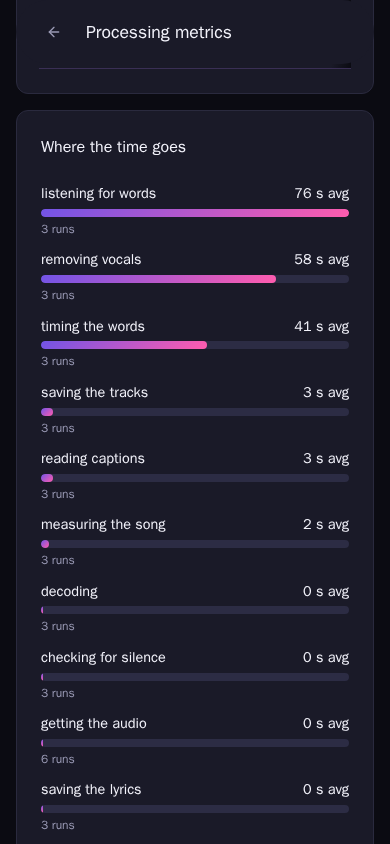 Processing metrics
Where the time goes
listening for words 76 s avg
3 runs
removing vocals 58 s avg
3 runs
timing the words 41 s avg
3 runs
saving the tracks 3 s avg
3 runs
reading captions 3 s avg
3 runs
measuring the song 2 s avg
3 runs
decoding 0 s avg
3 runs
checking for silence 0 s avg
3 runs
getting the audio 0 s avg
6 runs
saving the lyrics 0 s avg
3 runs